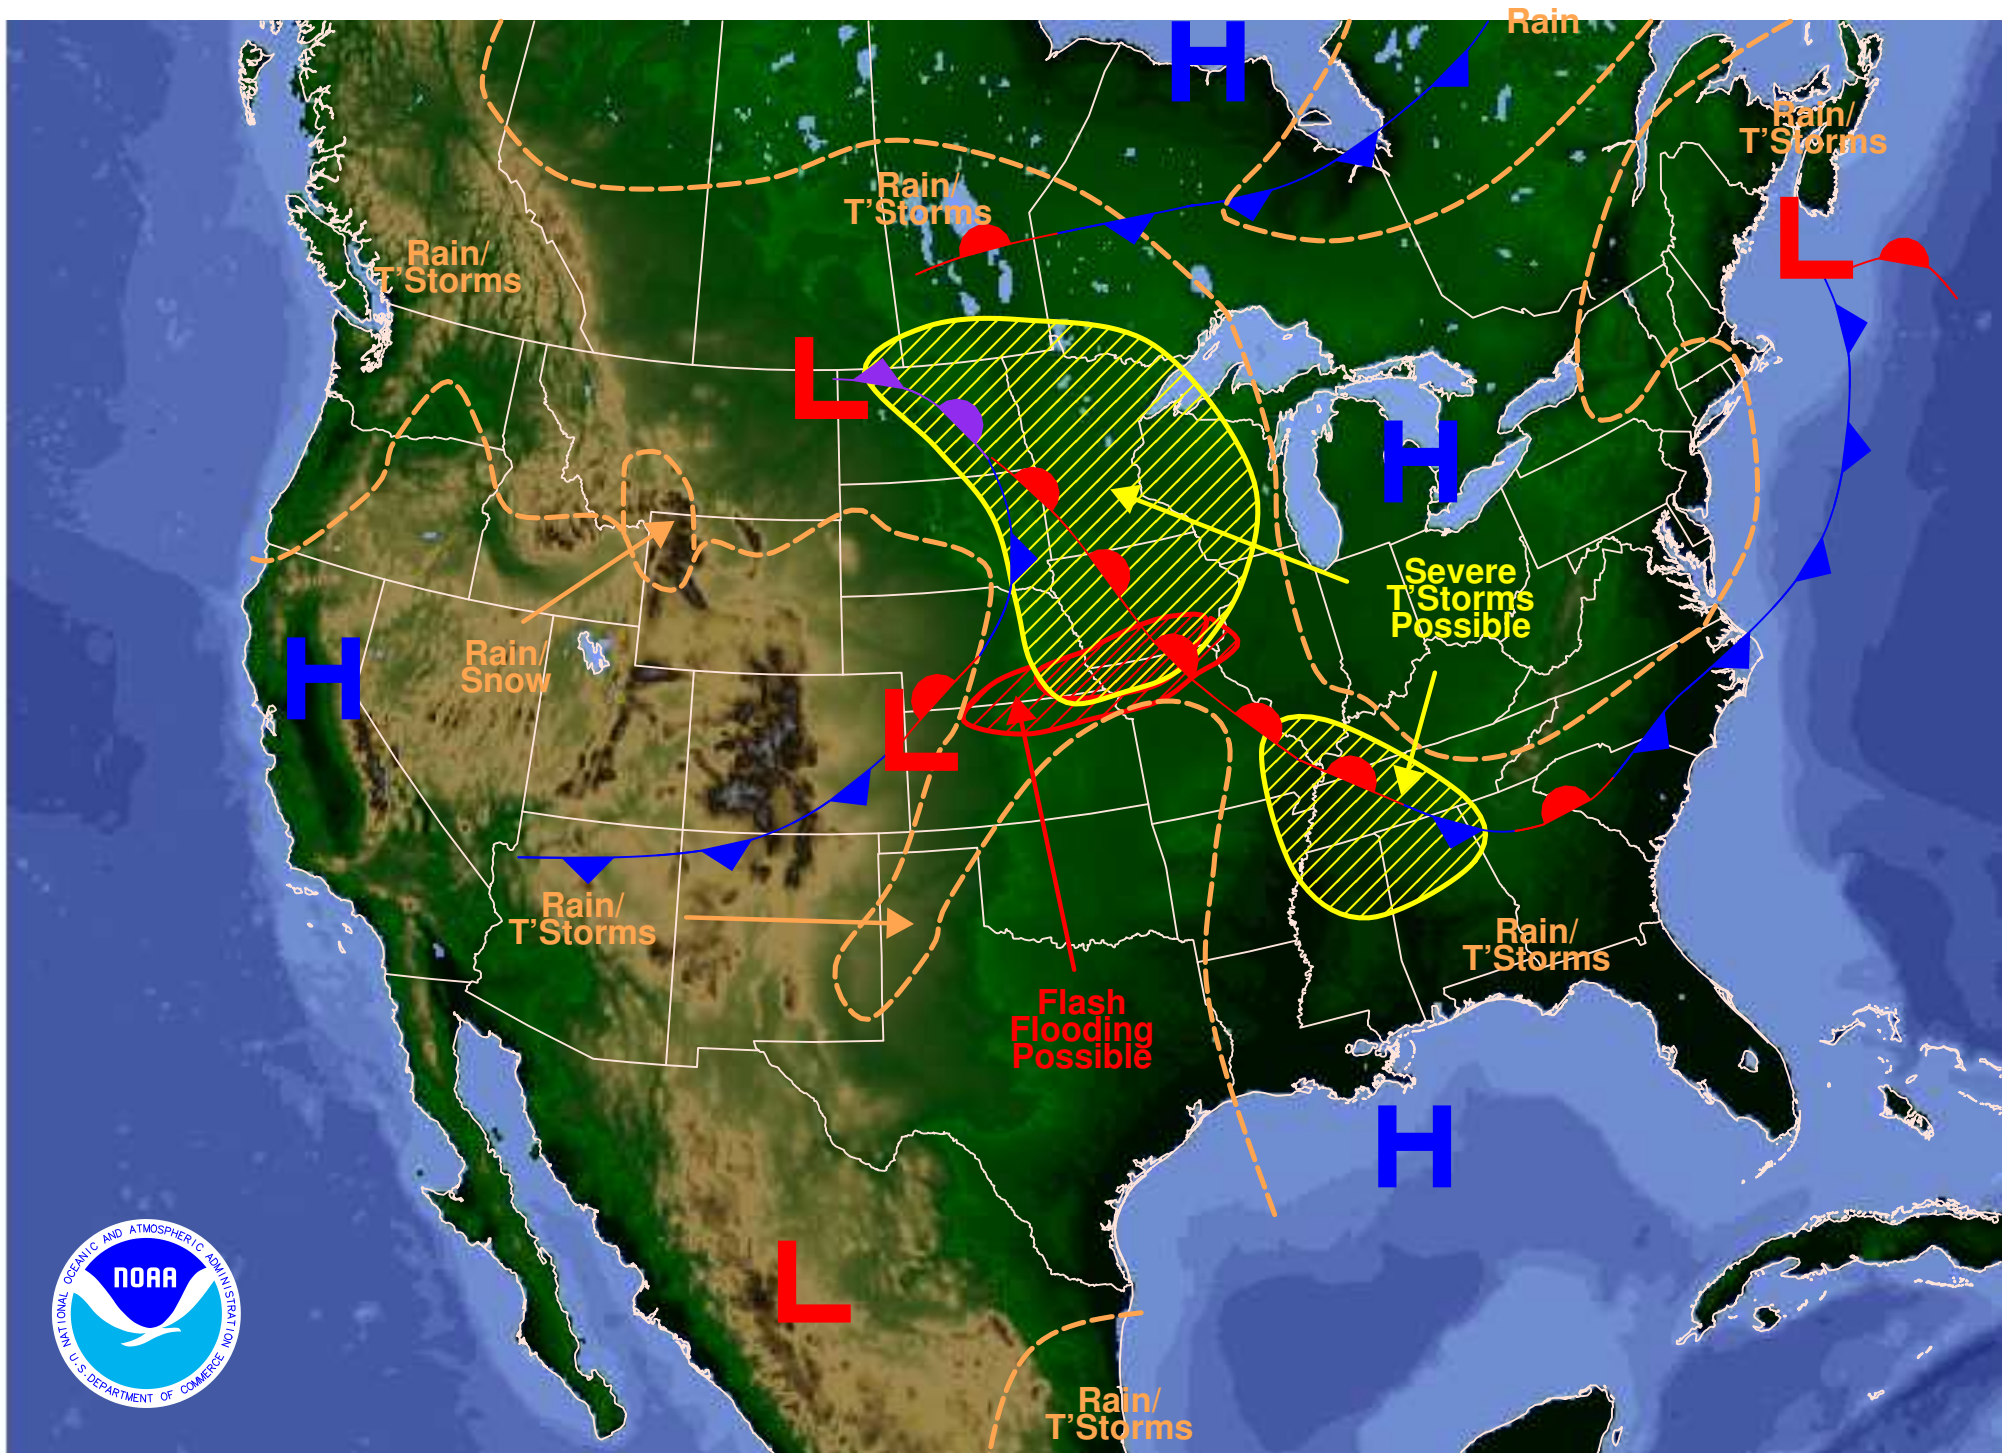 Rain
H
Rain/
T'Storms
Rain/
T'Storms
Rain/
T'Storms
L
L
H
Severe
T'Storms
Possible
H
Rain/
Snow
L
Rain/
T'Storms
Rain/
T'Storms
Flash
Flooding
Possible
H
L
Rain/
T'Storms
NATIONAL OCEANIC AND ATMOSPHERIC ADMINISTRATION
NOAA
U.S. DEPARTMENT OF COMMERCE